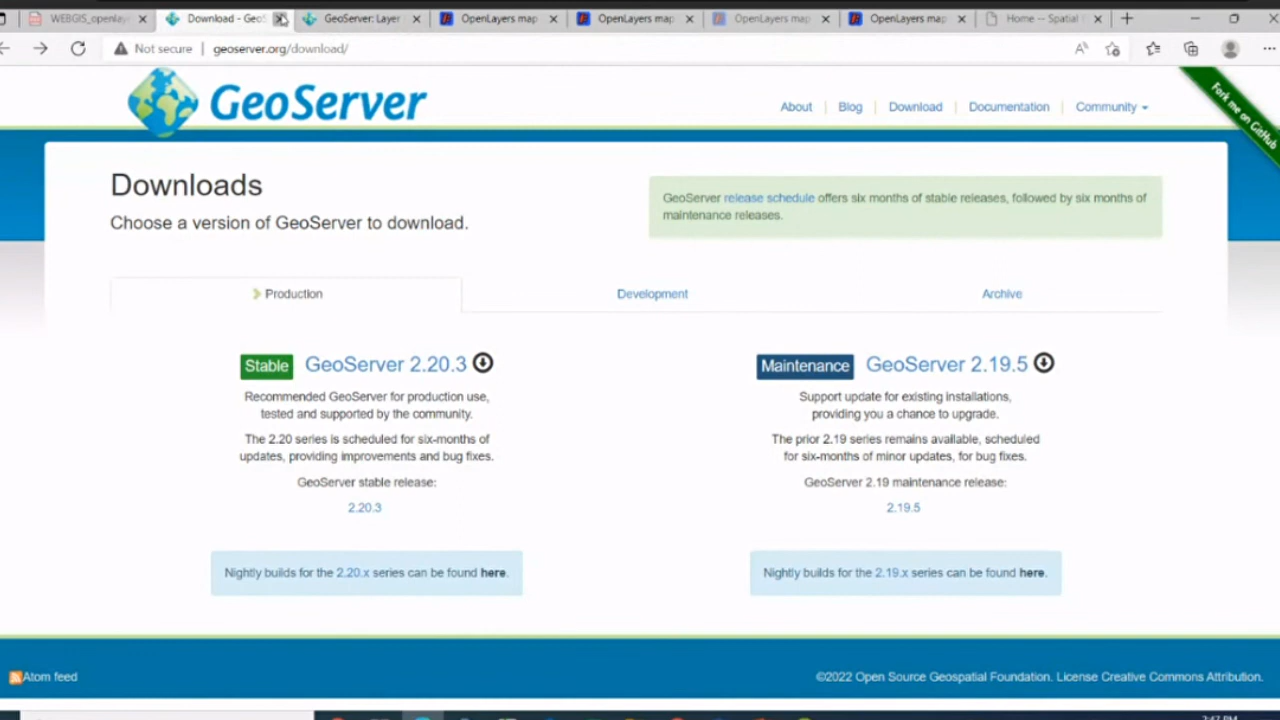 WEBGIS_openlay
Download - GeoS
GeoServer: Layer
OpenLayers map
OpenLayers map
OpenLayers map
OpenLayers map
Home -- Spatial
Not secure
geoserver.org/download/
GeoServer
About
Blog
Download
Documentation
Community
Fork me on GitHub
Downloads
Choose a version of GeoServer to download.
GeoServer release schedule offers six months of stable releases, followed by six months of
maintenance releases.
Production
Development
Archive
Stable GeoServer 2.20.3
Recommended GeoServer for production use,
tested and supported by the community.
The 2.20 series is scheduled for six-months of
updates, providing improvements and bug fixes.
GeoServer stable release:
2.20.3
Nightly builds for the 2.20.x series can be found here.
Maintenance GeoServer 2.19.5
Support update for existing installations,
providing you a chance to upgrade.
The prior 2.19 series remains available, scheduled
for six-months of minor updates, for bug fixes.
GeoServer 2.19 maintenance release:
2.19.5
Nightly builds for the 2.19.x series can be found here.
Atom feed
©2022 Open Source Geospatial Foundation. License Creative Commons Attribution.